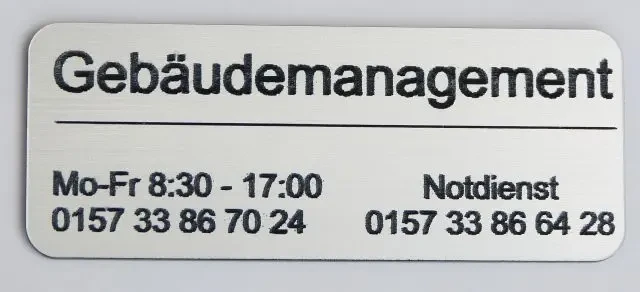 Gebäudemanagement
Mo-Fr 8:30 - 17:00
0157 33 86 70 24
Notdienst
0157 33 86 64 28